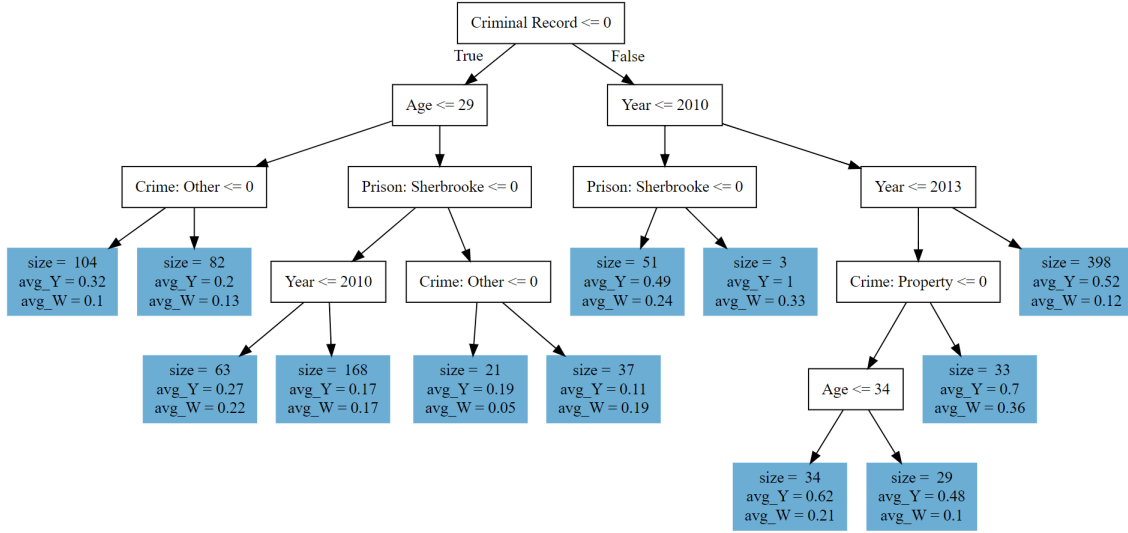 Criminal Record <= 0
True
False
Age <= 29
Year <= 2010
Crime: Other <= 0
Prison: Sherbrooke <= 0
Prison: Sherbrooke <= 0
Year <= 2013
size = 104
avg_Y = 0.32
avg_W = 0.1
size = 82
avg_Y = 0.2
avg_W = 0.13
Year <= 2010
Crime: Other <= 0
size = 51
avg_Y = 0.49
avg_W = 0.24
size = 3
avg_Y = 1
avg_W = 0.33
Crime: Property <= 0
size = 398
avg_Y = 0.52
avg_W = 0.12
size = 63
avg_Y = 0.27
avg_W = 0.22
size = 168
avg_Y = 0.17
avg_W = 0.17
size = 21
avg_Y = 0.19
avg_W = 0.05
size = 37
avg_Y = 0.11
avg_W = 0.19
Age <= 34
size = 33
avg_Y = 0.7
avg_W = 0.36
size = 34
avg_Y = 0.62
avg_W = 0.21
size = 29
avg_Y = 0.48
avg_W = 0.1